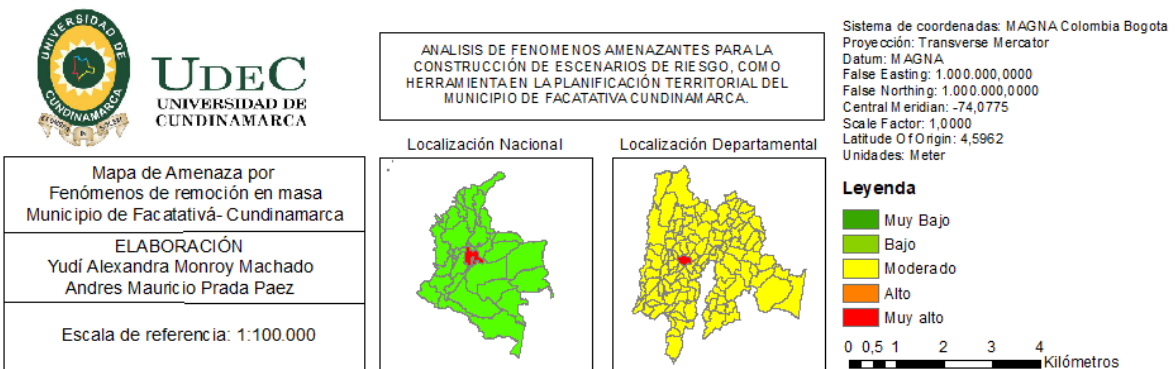 UNIVERSIDAD DE
CUNDINAMARCA
UDEC
UNIVERSIDAD DE
CUNDINAMARCA
Mapa de Amenaza por
Fenómenos de remoción en masa
Municipio de Facatativá- Cundinamarca
ELABORACIÓN
Yudí Alexandra Monroy Machado
Andres Mauricio Prada Paez
Escala de referencia: 1:100.000
ANALISIS DE FENOMENOS AMENAZANTES PARA LA
CONSTRUCCIÓN DE ESCENARIOS DE RIESGO, COMO
HERRAMIENTA EN LA PLANIFICACIÓN TERRITORIAL DEL
MUNICIPIO DE FACATATIVA CUNDINAMARCA.
Localización Nacional
Localización Departamental
Sistema de coordenadas: MAGNA Colombia Bogota
Proyección: Transverse Mercator
Datum: MAGNA
False Easting: 1.000.000,0000
False Northing: 1.000.000,0000
Central Meridian: -74,0775
Scale Factor: 1,0000
Latitude Of Origin: 4,5962
Unidades: Meter
Leyenda
Muy Bajo
Bajo
Moderado
Alto
Muy alto
0 0,5 1 2 3 4
Kilómetros